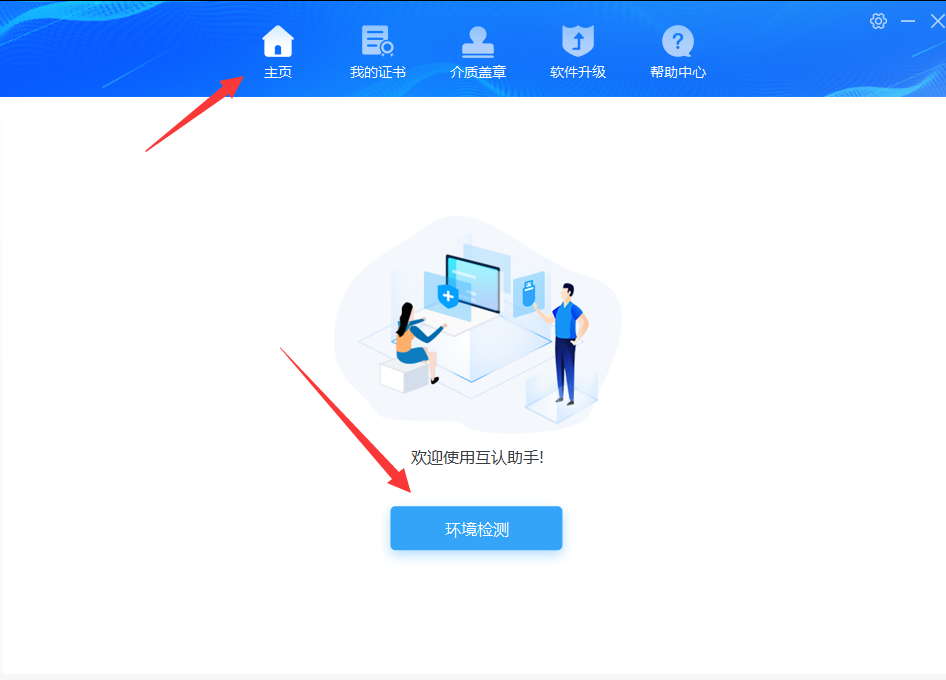 主页
我的证书
介质盖章
软件升级
帮助中心
欢迎使用互认助手!
环境检测